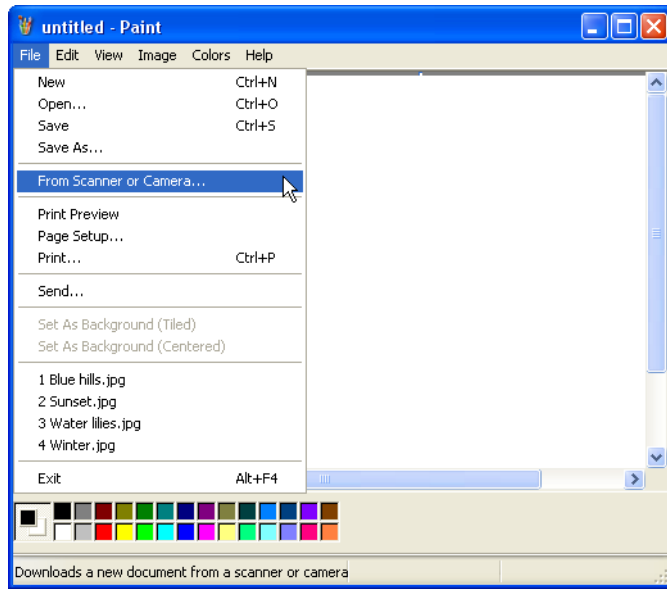 untitled - Paint
File Edit View Image Colors Help
New Ctrl+N
Open... Ctrl+O
Save Ctrl+S
Save As...
From Scanner or Camera...
Print Preview
Page Setup...
Print... Ctrl+P
Send...
Set As Background (Tiled)
Set As Background (Centered)
1 Blue hills.jpg
2 Sunset.jpg
3 Water lilies.jpg
4 Winter.jpg
Exit Alt+F4
Downloads a new document from a scanner or camera